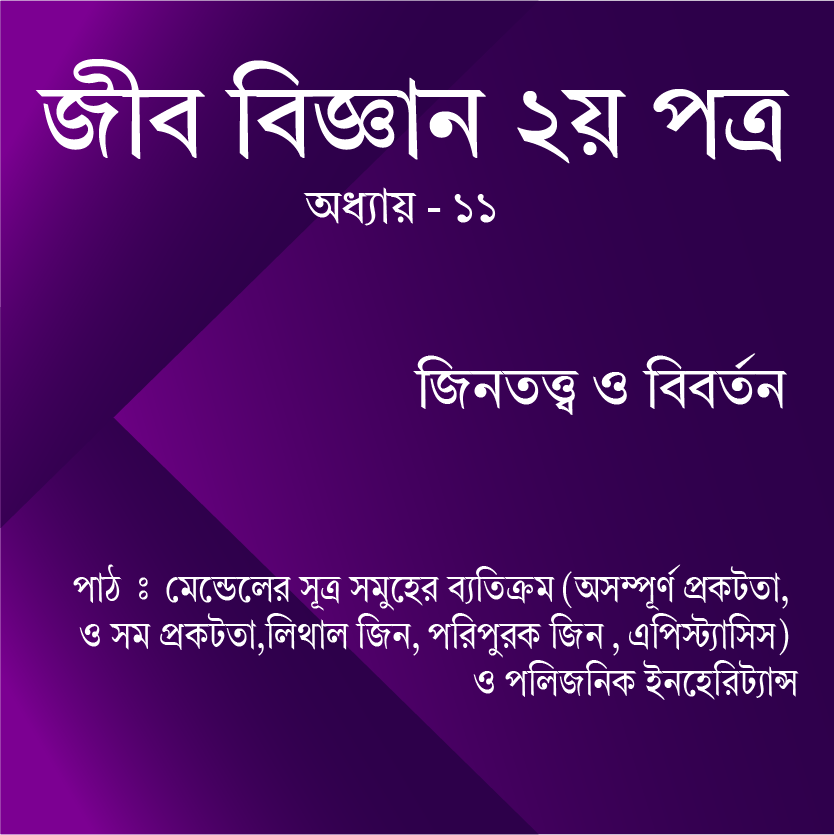 জীব বিজ্ঞান ২য় পত্র
অধ্যায় - ১১
জিনতত্ত্ব ও বিবর্তন
পাঠ ঃ মেন্ডেলের সূত্র সমুহের ব্যতিক্রম (অসম্পূর্ণ প্রকটতা,
ও সম প্রকটতা,লিথাল জিন, পরিপুরক জিন , এপিস্ট্যাসিস)
ও পলিজনিক ইনহেরিট্যান্স